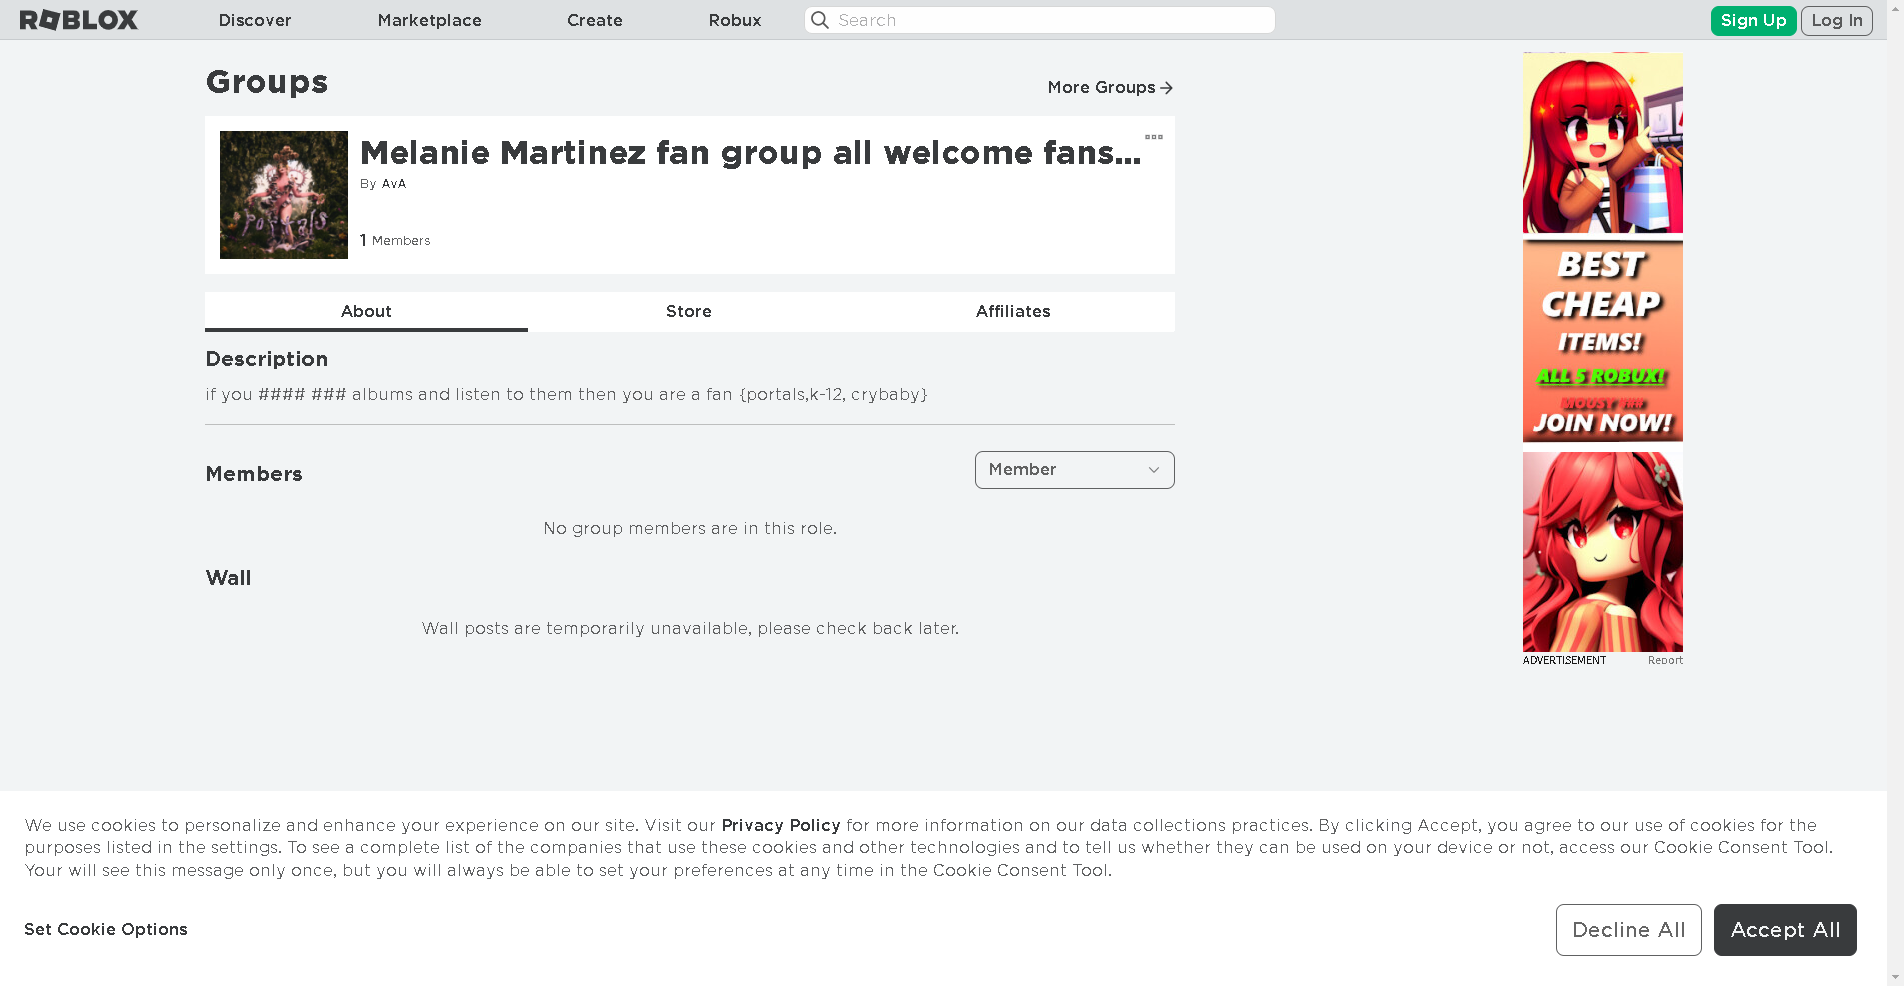 ROBLOX
Discover
Marketplace
Create
Robux
Search
Sign Up
Log In
Groups
More Groups
portals
Melanie Martinez fan group all welcome fans...
By AvA
1 Members
About
Store
Affiliates
Description
if you #### ### albums and listen to them then you are a fan {portals,k-12, crybaby}
Members
Member
No group members are in this role.
Wall
Wall posts are temporarily unavailable, please check back later.
BEST
CHEAP
ITEMS!
ALL 5 ROBUX!
MOUSY ###
JOIN NOW!
ADVERTISEMENT
Report
We use cookies to personalize and enhance your experience on our site. Visit our Privacy Policy for more information on our data collections practices. By clicking Accept, you agree to our use of cookies for the
purposes listed in the settings. To see a complete list of the companies that use these cookies and other technologies and to tell us whether they can be used on your device or not, access our Cookie Consent Tool.
Your will see this message only once, but you will always be able to set your preferences at any time in the Cookie Consent Tool.
Set Cookie Options
Decline All
Accept All